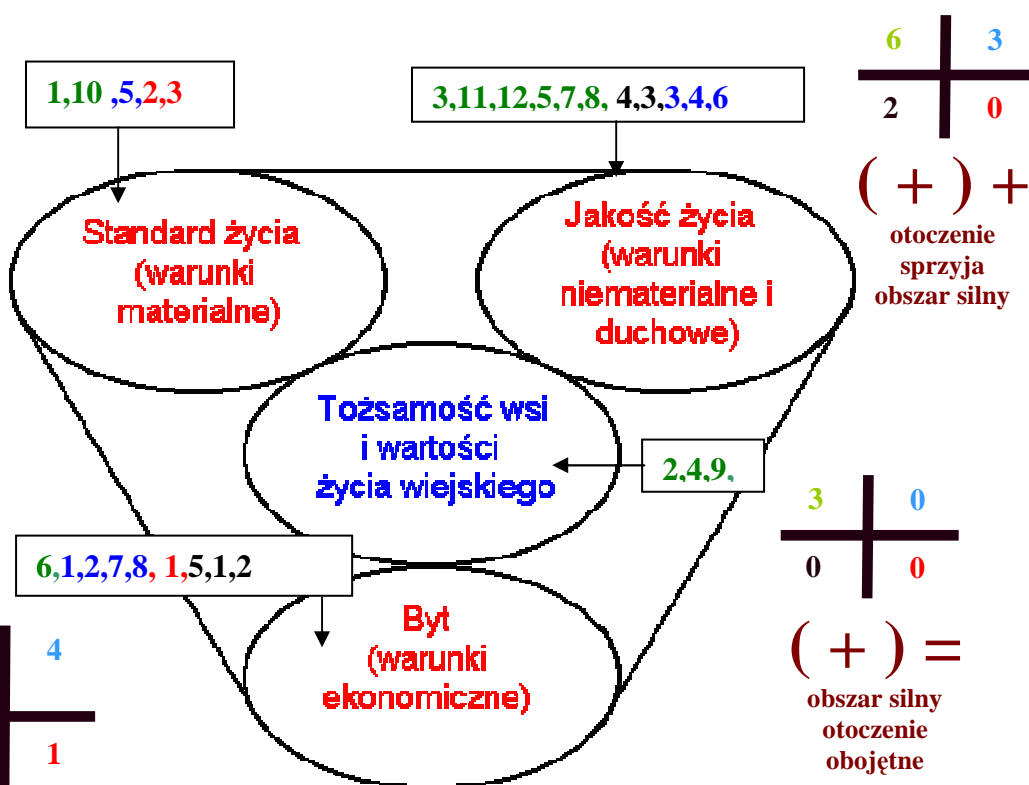 6 3
2 0
1,10 ,5,2,3
3,11,12,5,7,8, 4,3,3,4,6
( + ) +
otoczenie
sprzyja
obszar silny
Standard życia
(warunki
materialne)
Jakość życia
(warunki
niematerialne i
duchowe)
Tożsamość wsi
i wartości
życia wiejskiego
2,4,9,
3 0
0 0
6,1,2,7,8, 1,5,1,2
Byt
(warunki
ekonomiczne)
4
1
( + ) =
obszar silny
otoczenie
obojętne